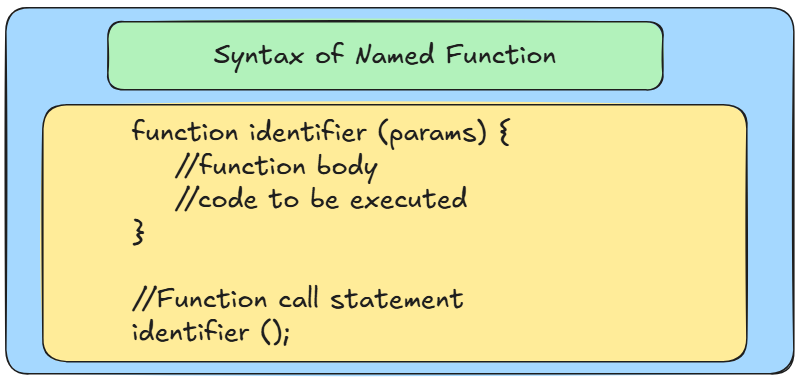 Syntax of Named Function
function identifier (params) {
//function body
//code to be executed
}
//Function call statement
identifier ();